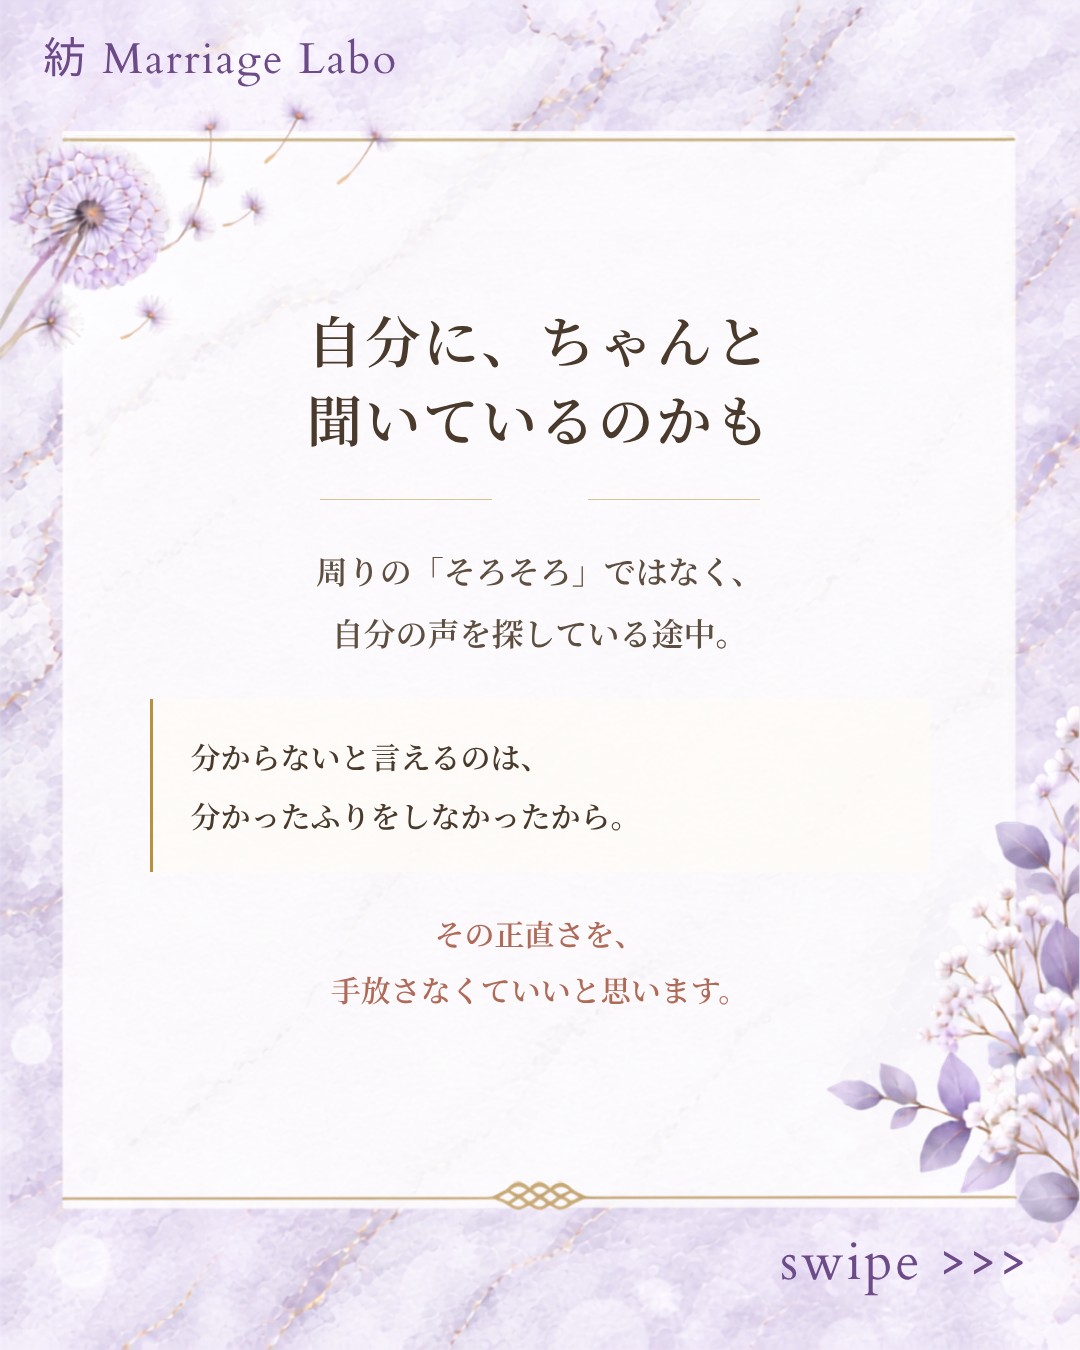 紡 Marriage Labo
自分に、ちゃんと
聞いているのかも
周りの「そろそろ」ではなく、
自分の声を探している途中。
分からないと言えるのは、
分かったふりをしなかったから。
その正直さを、
手放さなくていいと思います。
swipe >>>